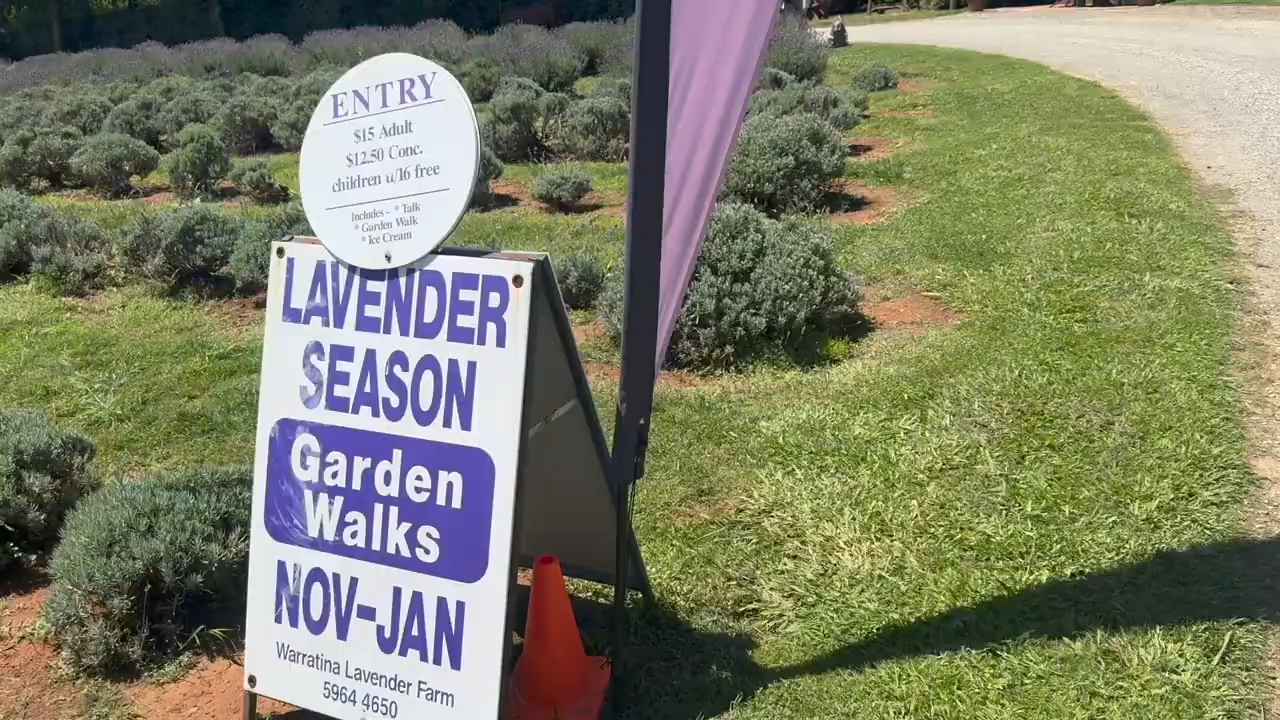 ENTRY
$15 Adult
$12.50 Conc.
children u/16 free
Includes - * Talk
* Garden Walk
* Ice Cream
LAVENDER
SEASON
Garden
Walks
NOV-JAN
Warratina Lavender Farm
5964 4650